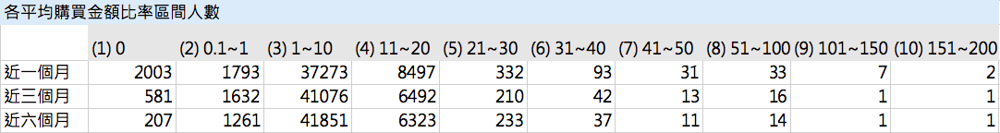 各平均購買金額比率區間人數
(1) 0 (2) 0.1~1 (3) 1~10 (4) 11~20 (5) 21~30 (6) 31~40 (7) 41~50 (8) 51~100 (9) 101~150 (10) 151~200
近一個月 2003 1793 37273 8497 332 93 31 33 7 2
近三個月 581 1632 41076 6492 210 42 13 16 1 1
近六個月 207 1261 41851 6323 233 37 11 14 1 1